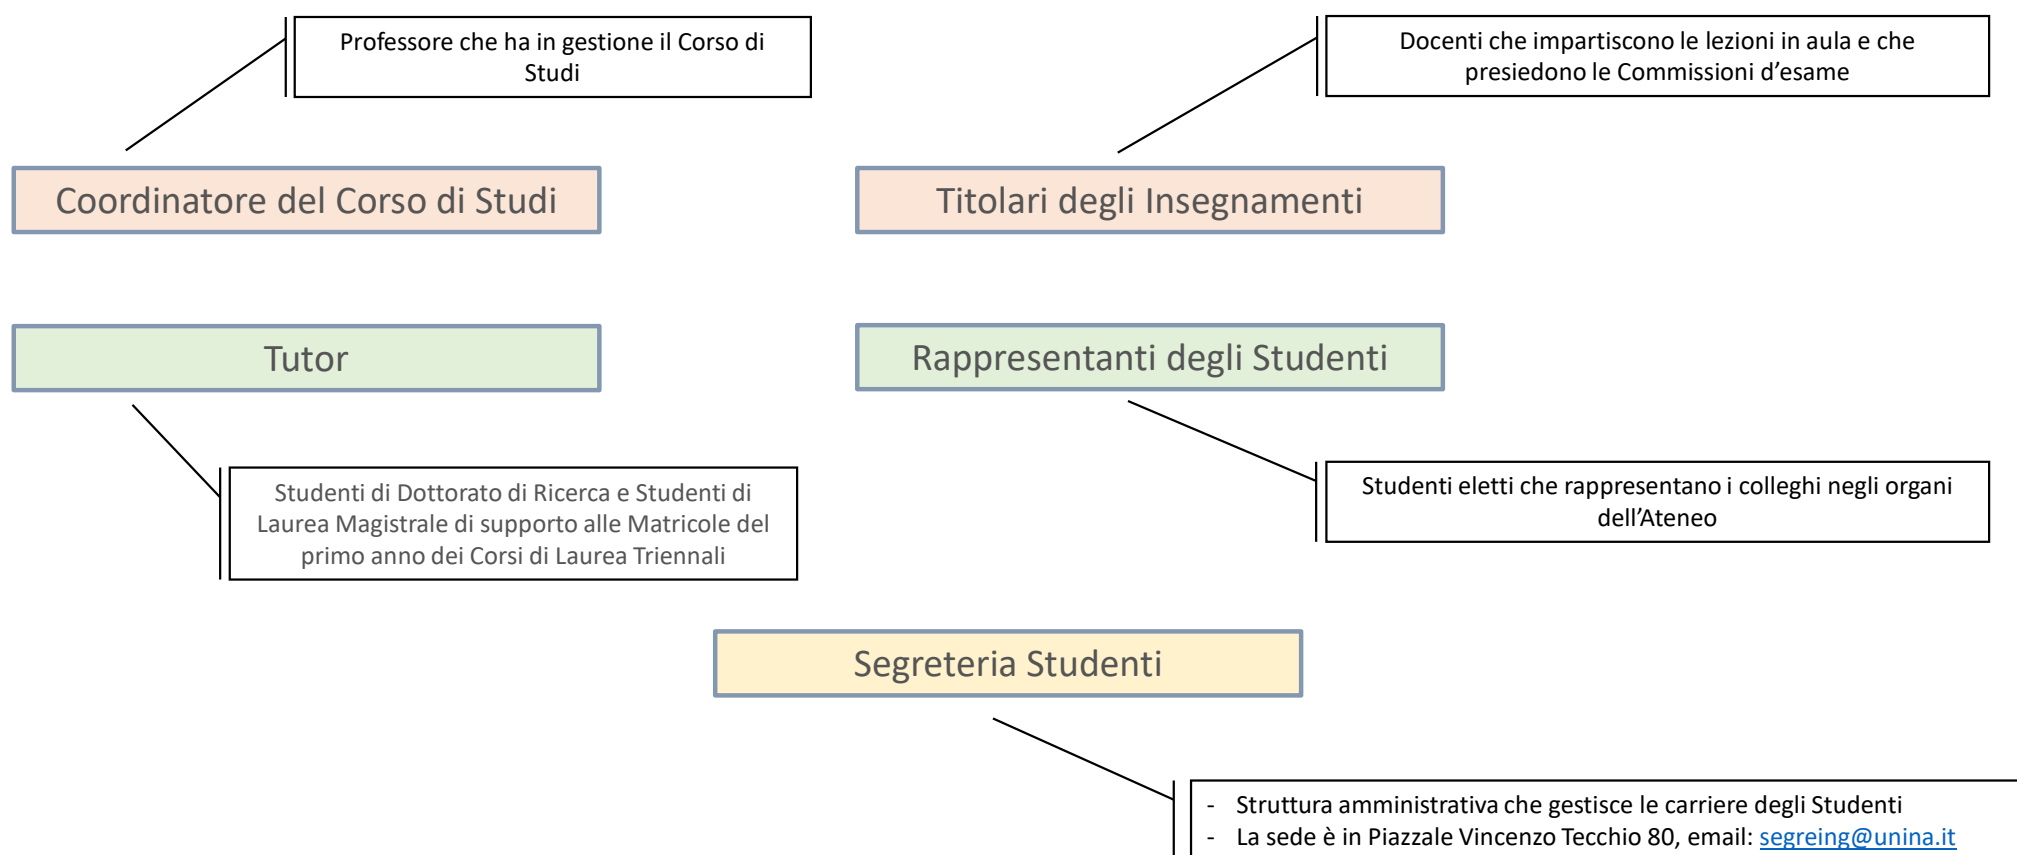 Professore che ha in gestione il Corso di
Studi
Docenti che impartiscono le lezioni in aula e che
presiedono le Commissioni d’esame
Coordinatore del Corso di Studi
Titolari degli Insegnamenti
Tutor
Rappresentanti degli Studenti
Studenti di Dottorato di Ricerca e Studenti di
Laurea Magistrale di supporto alle Matricole del
primo anno dei Corsi di Laurea Triennali
Studenti eletti che rappresentano i colleghi negli organi
dell’Ateneo
Segreteria Studenti
- Struttura amministrativa che gestisce le carriere degli Studenti
- La sede è in Piazzale Vincenzo Tecchio 80, email: segreing@unina.it